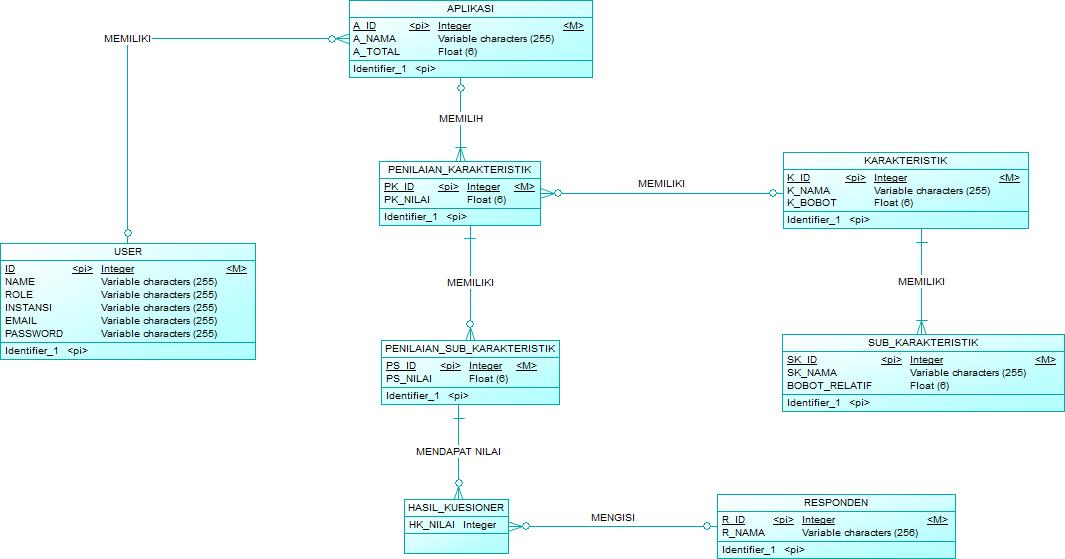 APLIKASI
A_ID <pi> Integer <M>
A_NAMA Variable characters (255)
A_TOTAL Float (6)
Identifier_1 <pi>
MEMILIKI
MEMILIH
PENILAIAN_KARAKTERISTIK
PK_ID <pi> Integer <M>
PK_NILAI Float (6)
Identifier_1 <pi>
MEMILIKI
KARAKTERISTIK
K_ID <pi> Integer <M>
K_NAMA Variable characters (255)
K_BOBOT Float (6)
Identifier_1 <pi>
USER
ID <pi> Integer <M>
NAME Variable characters (255)
ROLE Variable characters (255)
INSTANSI Variable characters (255)
EMAIL Variable characters (255)
PASSWORD Variable characters (255)
Identifier_1 <pi>
MEMILIKI
MEMILIKI
PENILAIAN_SUB_KARAKTERISTIK
PS_ID <pi> Integer <M>
PS_NILAI Float (6)
Identifier_1 <pi>
SUB_KARAKTERISTIK
SK_ID <pi> Integer <M>
SK_NAMA Variable characters (255)
BOBOT_RELATIF Float (6)
Identifier_1 <pi>
MENDAPAT NILAI
HASIL_KUESIONER
HK_NILAI Integer
MENGISI
RESPONDEN
R_ID <pi> Integer <M>
R_NAMA Variable characters (256)
Identifier_1 <pi>